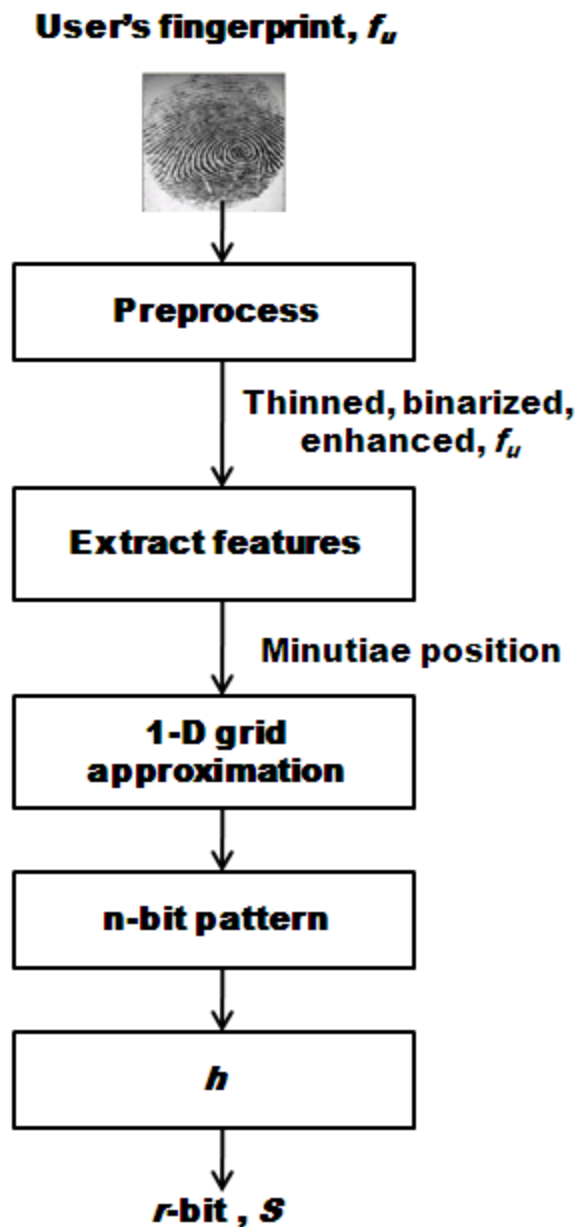 User's fingerprint, fu
Preprocess
Thinned, binarized,
enhanced, fu
Extract features
Minutiae position
1-D grid
approximation
n-bit pattern
h
r-bit , S